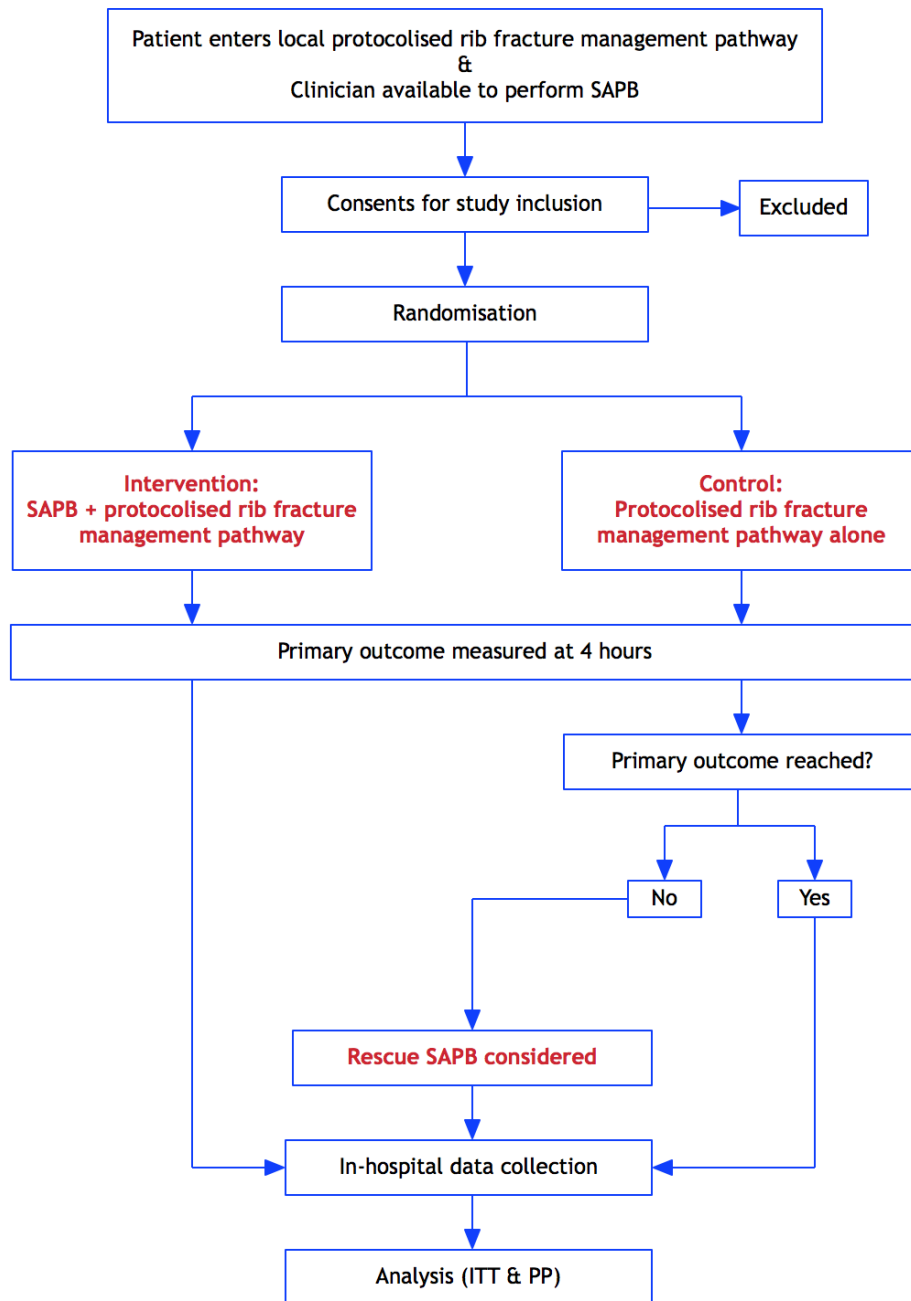 Patient enters local protocolised rib fracture management pathway
&
Clinician available to perform SAPB
Consents for study inclusion
Excluded
Randomisation
Intervention:
SAPB + protocolised rib fracture
management pathway
Control:
Protocolised rib fracture
management pathway alone
Primary outcome measured at 4 hours
Primary outcome reached?
No
Yes
Rescue SAPB considered
In-hospital data collection
Analysis (ITT & PP)